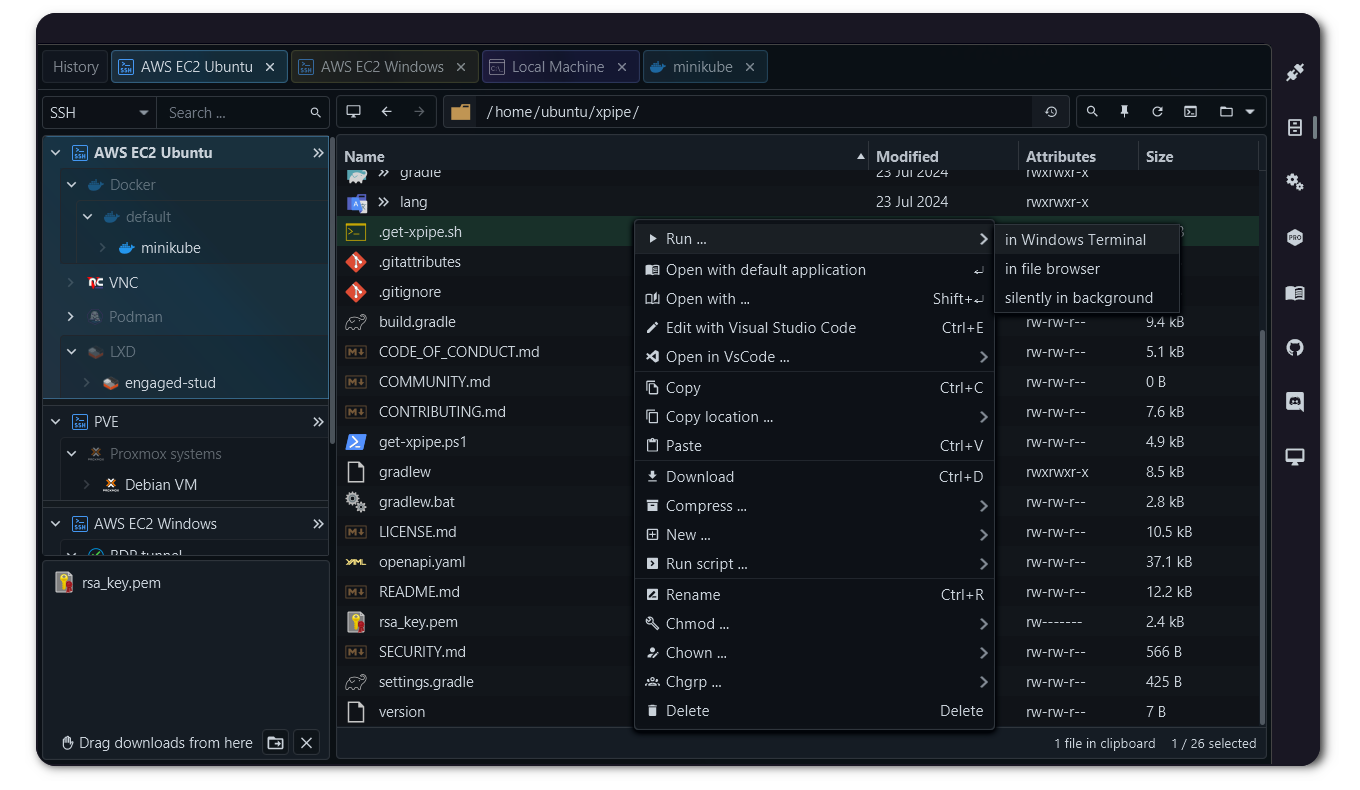 History AWS EC2 Ubuntu AWS EC2 Windows Local Machine minikube
SSH Search ... /home/ubuntu/xpipe/
AWS EC2 Ubuntu
Docker
default
minikube
VNC
Podman
LXD
engaged-stud
PVE
Proxmox systems
Debian VM
AWS EC2 Windows
RDP tunnel
rsa_key.pem
Drag downloads from here
Name Modified Attributes Size
gradle 23 Jul 2024 rwxrwxr-x
lang 23 Jul 2024 rwxrwxr-x
.get-xpipe.sh
.gitattributes
.gitignore
build.gradle rw-rw-r-- 9.4 kB
CODE_OF_CONDUCT.md rw-rw-r-- 5.1 kB
COMMUNITY.md rw-rw-r-- 0 B
CONTRIBUTING.md rw-rw-r-- 7.6 kB
get-xpipe.ps1 rw-rw-r-- 4.9 kB
gradlew rwxrwxr-x 8.5 kB
gradlew.bat rw-rw-r-- 2.8 kB
LICENSE.md rw-rw-r-- 10.5 kB
openapi.yaml rw-rw-r-- 37.1 kB
README.md rw-rw-r-- 12.2 kB
rsa_key.pem rw------- 2.4 kB
SECURITY.md rw-rw-r-- 566 B
settings.gradle rw-rw-r-- 425 B
version rw-rw-r-- 7 B
Run ...
Open with default application
Open with ... Shift+
Edit with Visual Studio Code Ctrl+E
Open in VsCode ...
Copy Ctrl+C
Copy location ...
Paste Ctrl+V
Download Ctrl+D
Compress ...
New ...
Run script ...
Rename Ctrl+R
Chmod ...
Chown ...
Chgrp ...
Delete Delete
in Windows Terminal
in file browser
silently in background
1 file in clipboard 1 / 26 selected
PRO